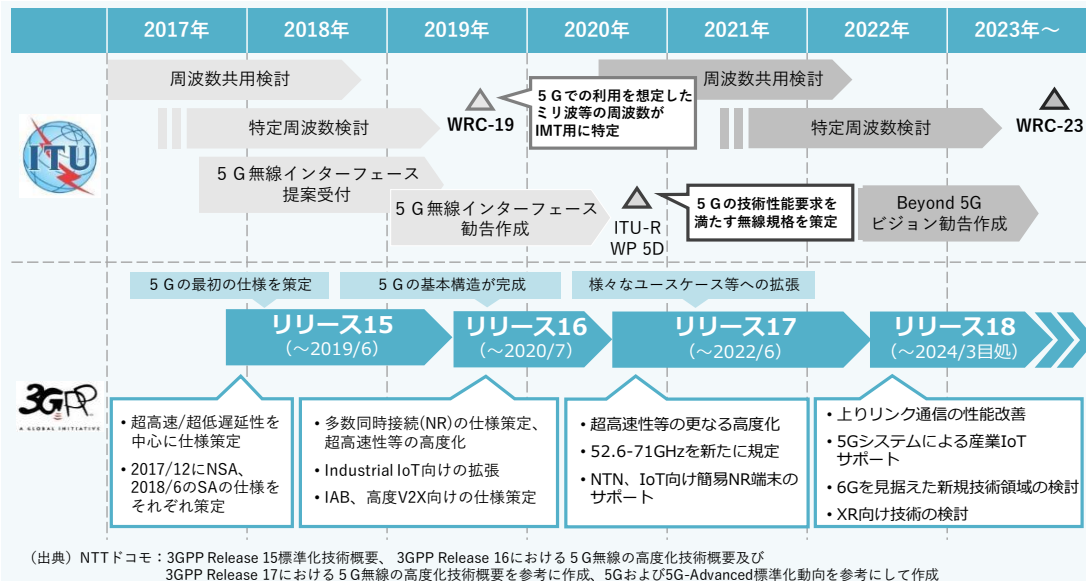 2017年 2018年 2019年 2020年 2021年 2022年 2023年～
ITU
周波数共用検討
特定周波数検討
５Ｇ無線インターフェース
提案受付
５Ｇ無線インターフェース
勧告作成
WRC-19
５Ｇでの利用を想定した
ミリ波等の周波数が
IMT用に特定
ITU-R
WP 5D
５Ｇの技術性能要求を
満たす無線規格を策定
周波数共用検討
特定周波数検討
Beyond 5G
ビジョン勧告作成
WRC-23
3GPP
A GLOBAL INITIATIVE
５Ｇの最初の仕様を策定
リリース15
（～2019/6）
・超高速/超低遅延性を
中心に仕様策定
・2017/12にNSA、
2018/6のSAの仕様を
それぞれ策定
５Ｇの基本構造が完成
リリース16
（～2020/7）
・多数同時接続(NR)の仕様策定、
超高速性等の高度化
・Industrial IoT向けの拡張
・IAB、高度V2X向けの仕様策定
様々なユースケース等への拡張
リリース17
（～2022/6）
・超高速性等の更なる高度化
・52.6-71GHzを新たに規定
・NTN、IoT向け簡易NR端末の
サポート
リリース18
（～2024/3目処）
・上りリンク通信の性能改善
・5Gシステムによる産業IoT
サポート
・6Gを見据えた新規技術領域の検討
・XR向け技術の検討
（出典）NTTドコモ：3GPP Release 15標準化技術概要、 3GPP Release 16における５Ｇ無線の高度化技術概要及び
3GPP Release 17における５Ｇ無線の高度化技術概要を参考に作成、5Gおよび5G-Advanced標準化動向を参考にして作成